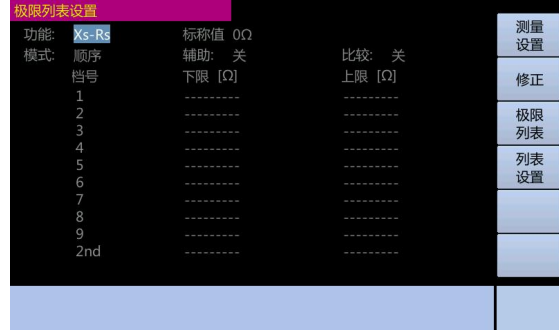 极限列表设置
功能: Xs-Rs 标称值 0Ω
模式: 顺序 辅助: 关 比较: 关
档号 下限 [Ω] 上限 [Ω]
1 --------- ---------
2 --------- ---------
3 --------- ---------
4 --------- ---------
5 --------- ---------
6 --------- ---------
7 --------- ---------
8 --------- ---------
9 --------- ---------
2nd --------- ---------
测量
设置
修正
极限
列表
列表
设置